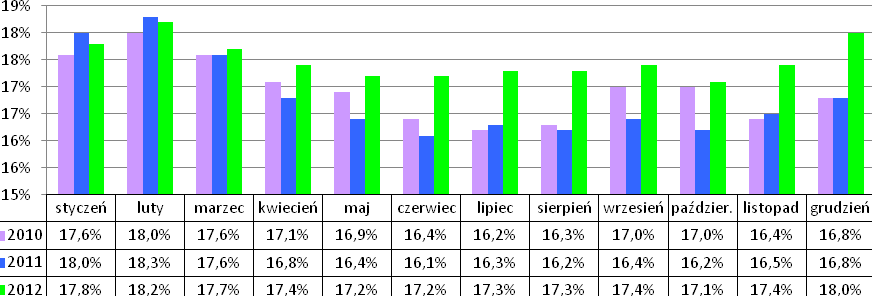 19%
18%
18%
17%
17%
16%
16%
15%
styczeń luty marzec kwiecień maj czerwiec lipiec sierpień wrzesień paździer. listopad grudzień
2010 17,6% 18,0% 17,6% 17,1% 16,9% 16,4% 16,2% 16,3% 17,0% 17,0% 16,4% 16,8%
2011 18,0% 18,3% 17,6% 16,8% 16,4% 16,1% 16,3% 16,2% 16,4% 16,2% 16,5% 16,8%
2012 17,8% 18,2% 17,7% 17,4% 17,2% 17,2% 17,3% 17,3% 17,4% 17,1% 17,4% 18,0%